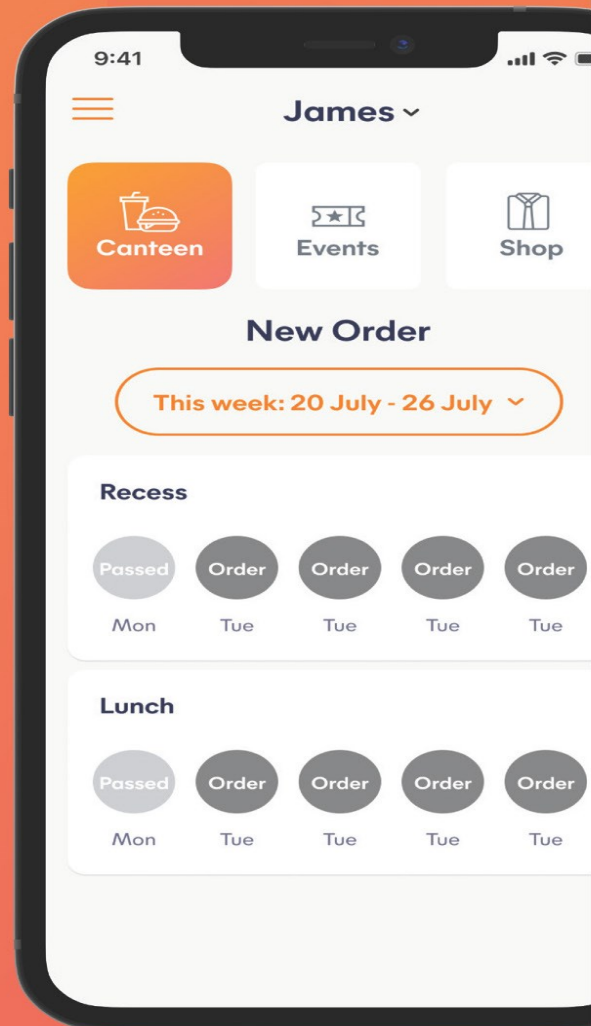 9:41
James
Canteen
Events
Shop
New Order
This week: 20 July - 26 July
Recess
Passed Order Order Order Order
Mon Tue Tue Tue Tue
Lunch
Passed Order Order Order Order
Mon Tue Tue Tue Tue